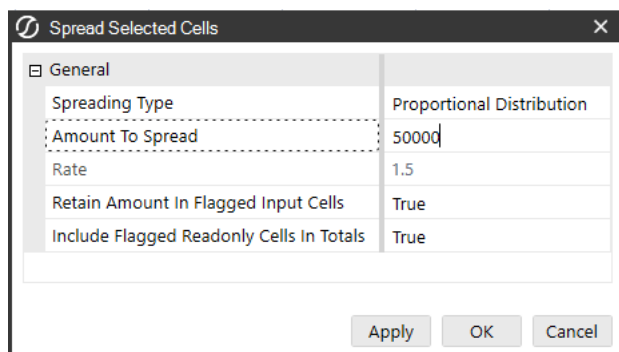 Spread Selected Cells
General
Spreading Type Proportional Distribution
Amount To Spread 50000
Rate 1.5
Retain Amount In Flagged Input Cells True
Include Flagged Readonly Cells In Totals True
Apply OK Cancel